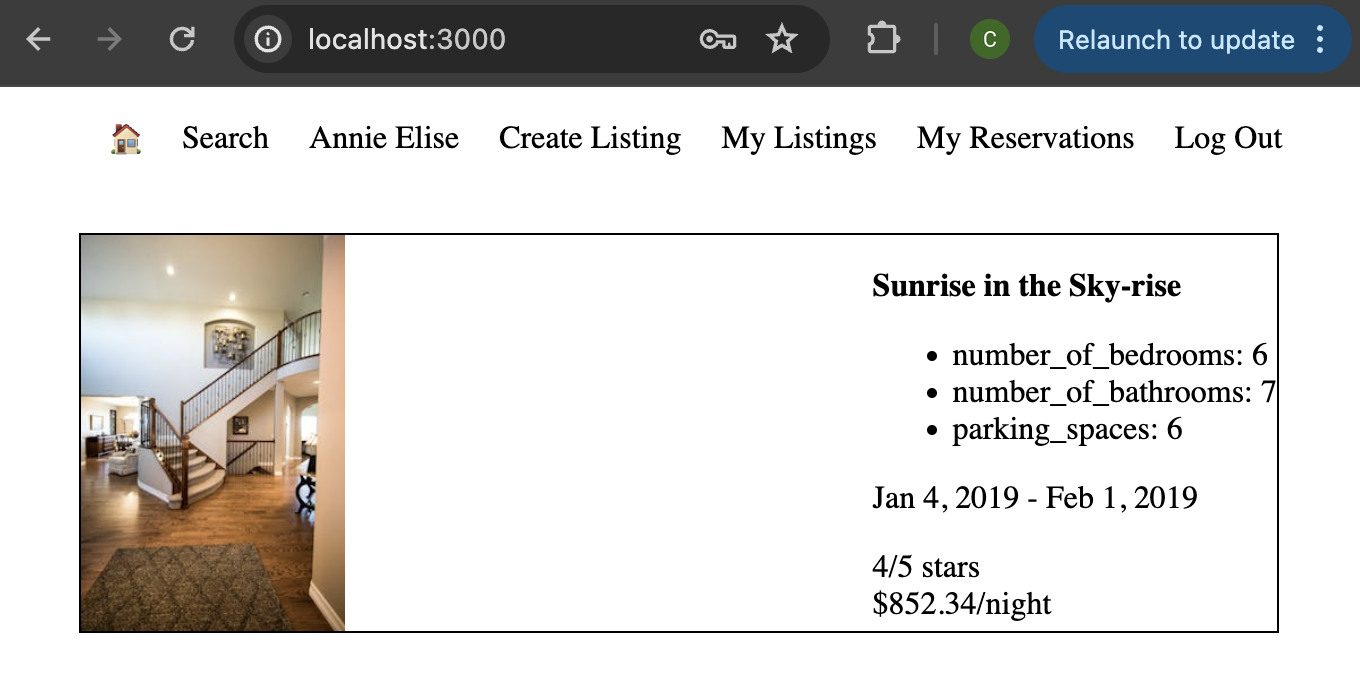 localhost:3000
C
Relaunch to update
Search Annie Elise Create Listing My Listings My Reservations Log Out
Sunrise in the Sky-rise
number_of_bedrooms: 6
number_of_bathrooms: 7
parking_spaces: 6
Jan 4, 2019 - Feb 1, 2019
4/5 stars
$852.34/night